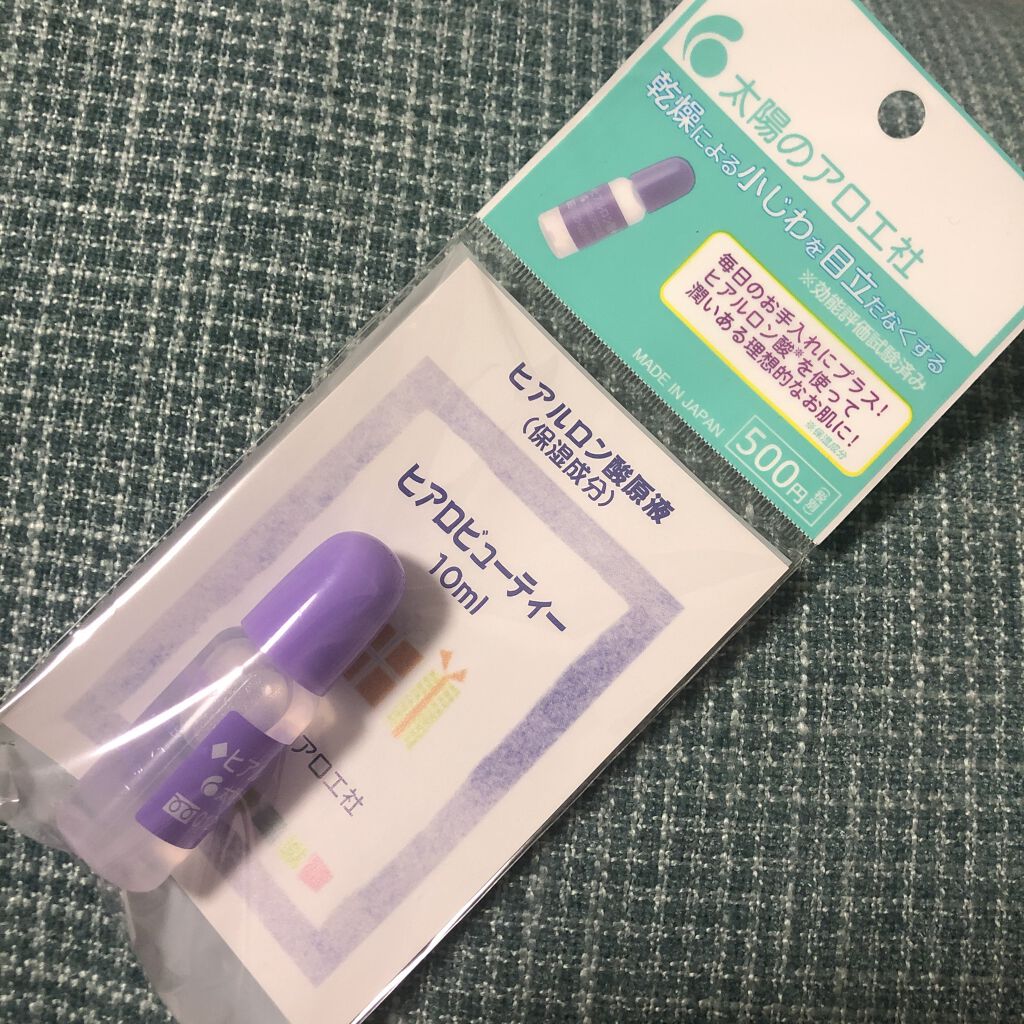 太陽のアロエ社
乾燥による小じわを目立たなくする
※効能評価試験済み
毎日のお手入れにプラス!
ヒアルロン酸※を使って
潤いある理想的なお肌に!
※保湿成分
MADE IN JAPAN
500円(税別)
ヒアルロン酸原液
(保湿成分)
ヒアロビューティー
10ml
アロエ社
◆ヒア